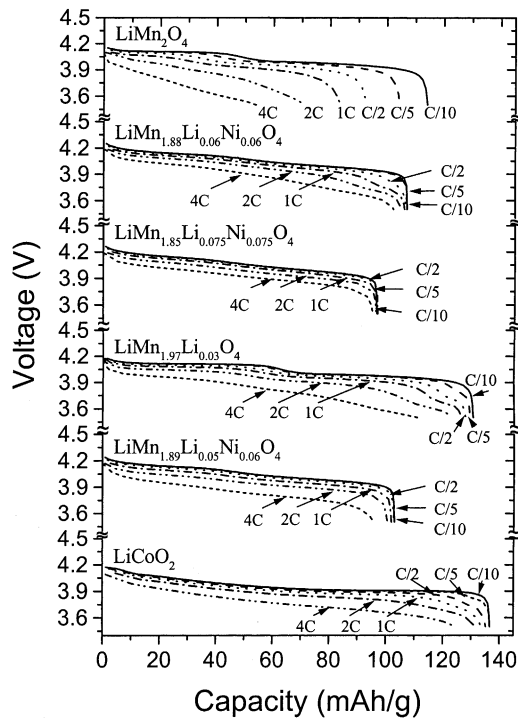 Voltage (V)
4.5
4.2
3.9
3.6
LiMn2O4
4C 2C 1C C/2 C/5 C/10
4.5
4.2
3.9
3.6
LiMn1.88Li0.06Ni0.06O4
4C 2C 1C C/2
C/5
C/10
4.5
4.2
3.9
3.6
LiMn1.85Li0.075Ni0.075O4
4C 2C 1C C/2
C/5
C/10
4.5
4.2
3.9
3.6
LiMn1.97Li0.03O4
4C 2C 1C C/10
C/2 C/5
4.5
4.2
3.9
3.6
LiMn1.89Li0.05Ni0.06O4
4C 2C 1C C/2
C/5
C/10
4.5
4.2
3.9
3.6
LiCoO2
C/2 C/5 C/10
4C 2C 1C
0 20 40 60 80 100 120 140
Capacity (mAh/g)